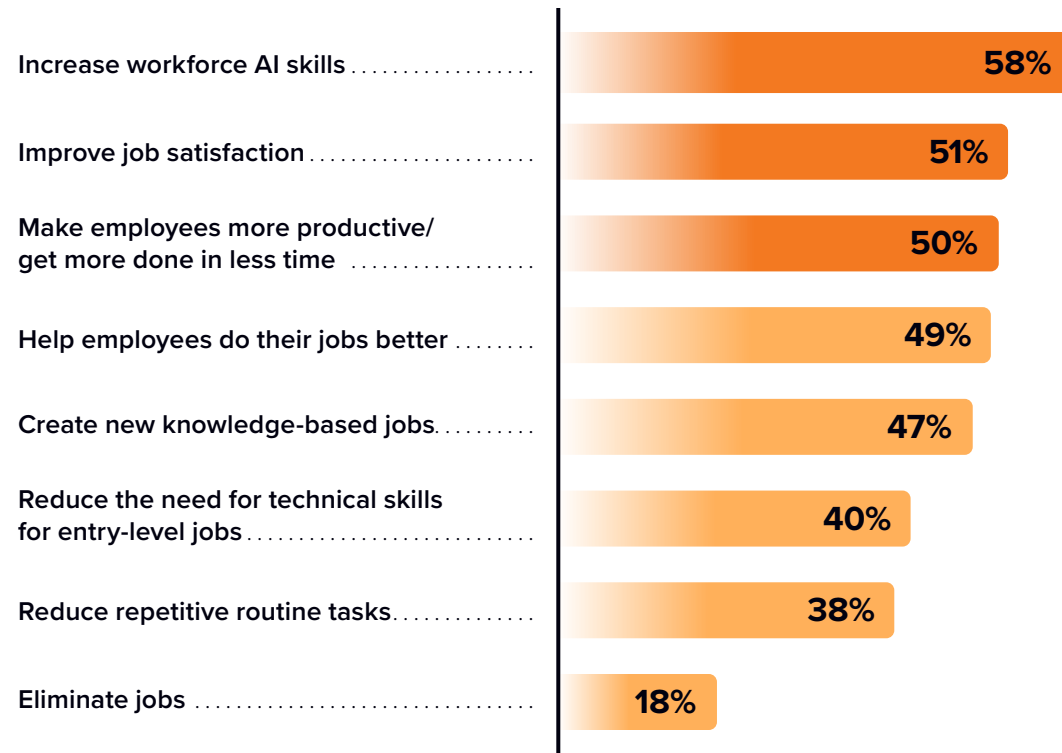 Increase workforce AI skills .................. 58%
Improve job satisfaction ...................... 51%
Make employees more productive/
get more done in less time .................. 50%
Help employees do their jobs better ........ 49%
Create new knowledge-based jobs.......... 47%
Reduce the need for technical skills
for entry-level jobs ............................ 40%
Reduce repetitive routine tasks.............. 38%
Eliminate jobs ................................. 18%